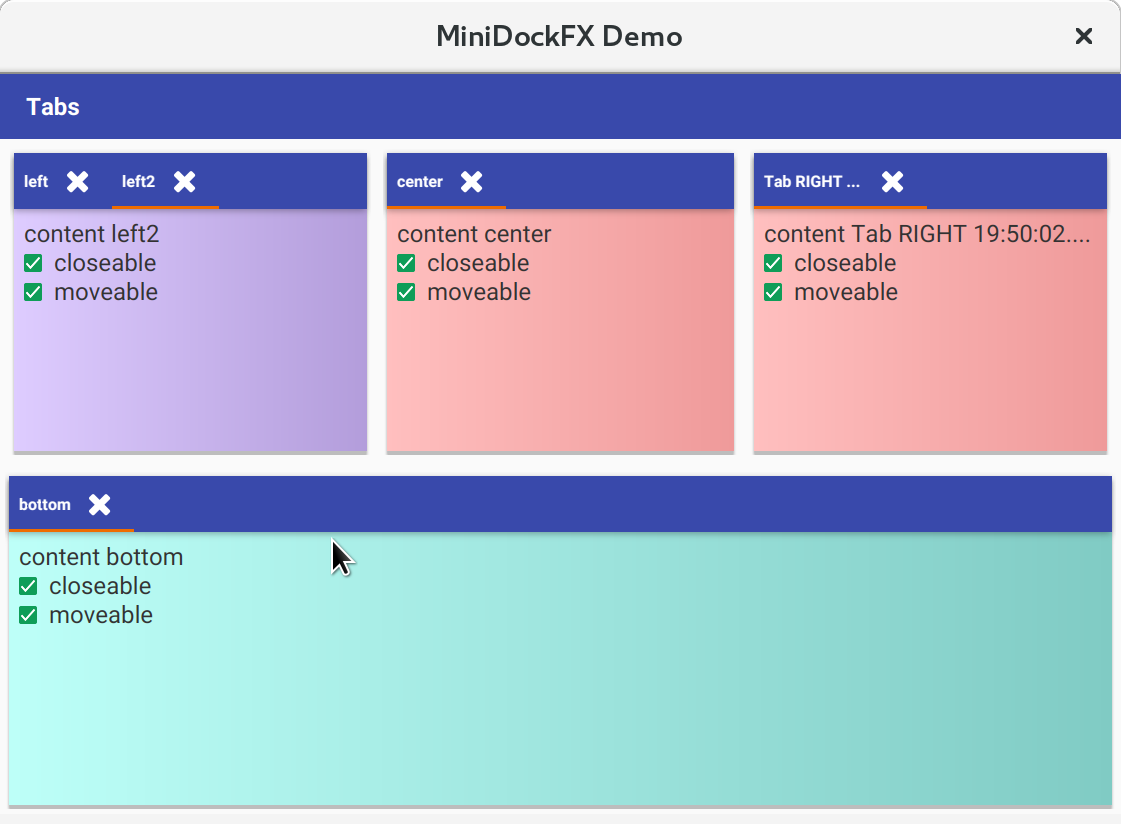 MiniDockFX Demo
Tabs
left left2
content left2
closeable
moveable
center
content center
closeable
moveable
Tab RIGHT ...
content Tab RIGHT 19:50:02....
closeable
moveable
bottom
content bottom
closeable
moveable